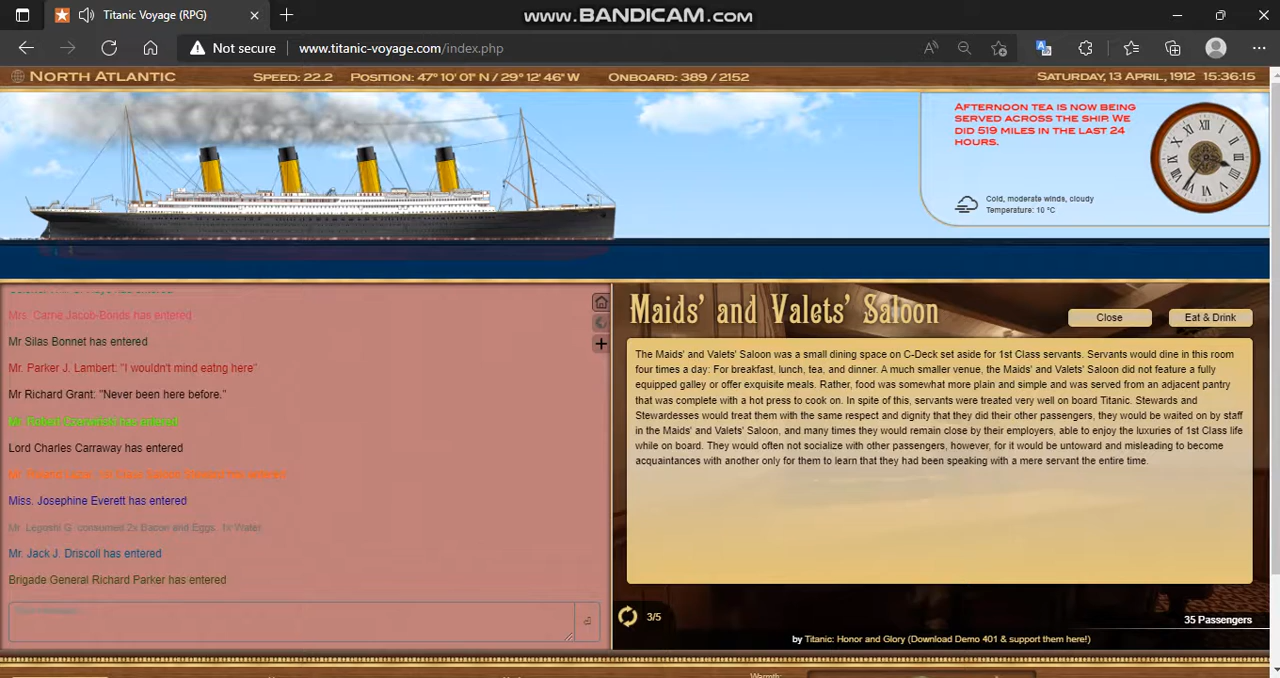 www.BANDICAM.com
Titanic Voyage (RPG)
Not secure www.titanic-voyage.com/index.php
NORTH ATLANTIC SPEED: 22.2 POSITION: 47° 10' 01" N / 29° 12' 46" W ONBOARD: 389 / 2152 SATURDAY, 13 APRIL, 1912 15:36:15
AFTERNOON TEA IS NOW BEING
SERVED ACROSS THE SHIP. WE
DID 519 MILES IN THE LAST 24
HOURS.
Cold, moderate winds, cloudy
Temperature: 10 °C
Mrs. Carrie Jacob-Bonds has entered
Mr Silas Bonnet has entered
Mr. Parker J. Lambert: "I wouldn't mind eatng here"
Mr Richard Grant: "Never been here before."
Lord Charles Carraway has entered
Miss. Josephine Everett has entered
Mr. Legoshi G. consumed 2x Bacon and Eggs, 1x Water
Mr. Jack J. Driscoll has entered
Brigade General Richard Parker has entered
Maids' and Valets' Saloon
Close
Eat & Drink
The Maids' and Valets' Saloon was a small dining space on C-Deck set aside for 1st Class servants. Servants would dine in this room
four times a day: For breakfast, lunch, tea, and dinner. A much smaller venue, the Maids' and Valets' Saloon did not feature a fully
equipped galley or offer exquisite meals. Rather, food was somewhat more plain and simple and was served from an adjacent pantry
that was complete with a hot press to cook on. In spite of this, servants were treated very well on board Titanic. Stewards and
Stewardesses would treat them with the same respect and dignity that they did their other passengers, they would be waited on by staff
in the Maids' and Valets' Saloon, and many times they would remain close by their employers, able to enjoy the luxuries of 1st Class life
while on board. They would often not socialize with other passengers, however, for it would be untoward and misleading to become
acquaintances with another only for them to learn that they had been speaking with a mere servant the entire time.
3/5
35 Passengers
by Titanic: Honor and Glory (Download Demo 401 & support them here!)
Warmth: